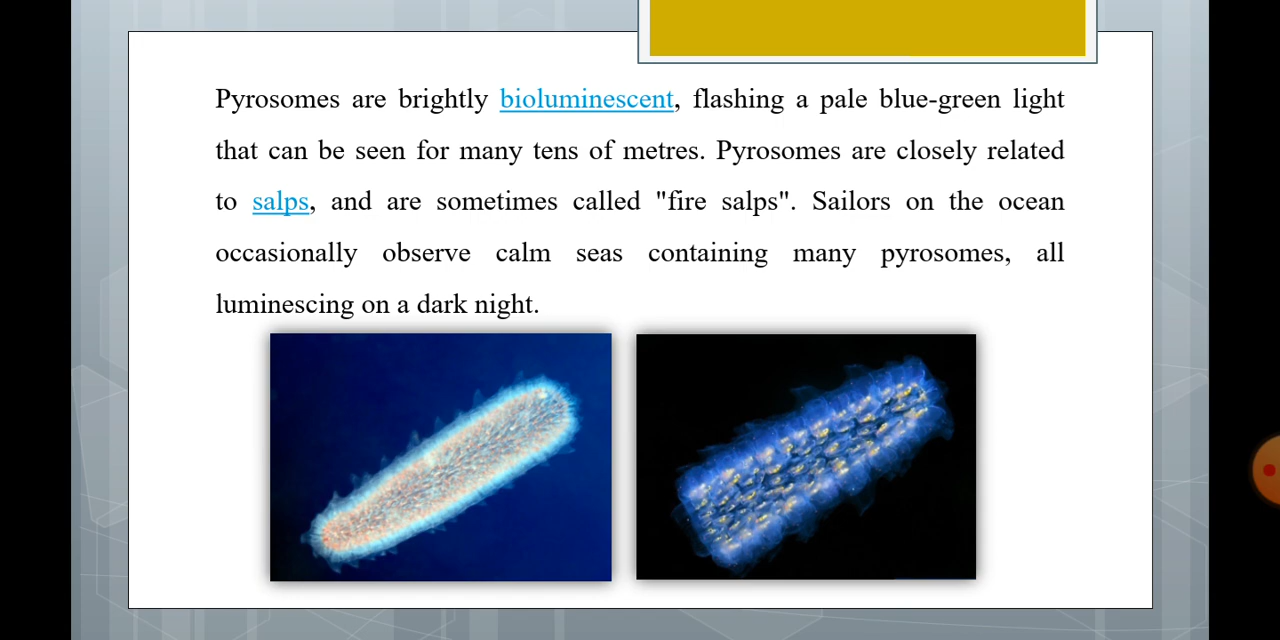 Pyrosomes are brightly bioluminescent, flashing a pale blue-green light
that can be seen for many tens of metres. Pyrosomes are closely related
to salps, and are sometimes called "fire salps". Sailors on the ocean
occasionally observe calm seas containing many pyrosomes, all
luminescing on a dark night.